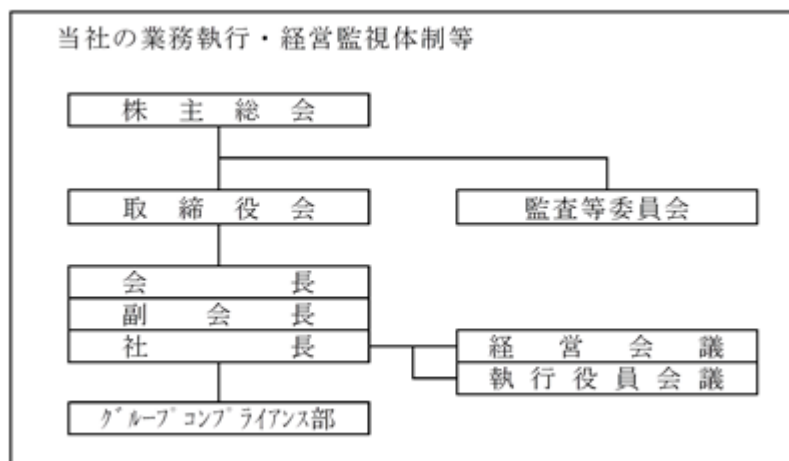 当社の業務執行・経営監視体制等
株主総会
取締役会
監査等委員会
会長
副会長
社長
経営会議
執行役員会議
グループコンプライアンス部